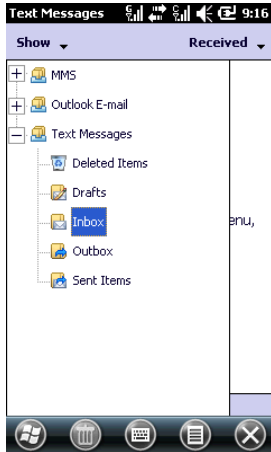 Text Messages 9:16
Show Received
MMS
Outlook E-mail
Text Messages
Deleted Items
Drafts
Inbox
enu,
Outbox
Sent Items